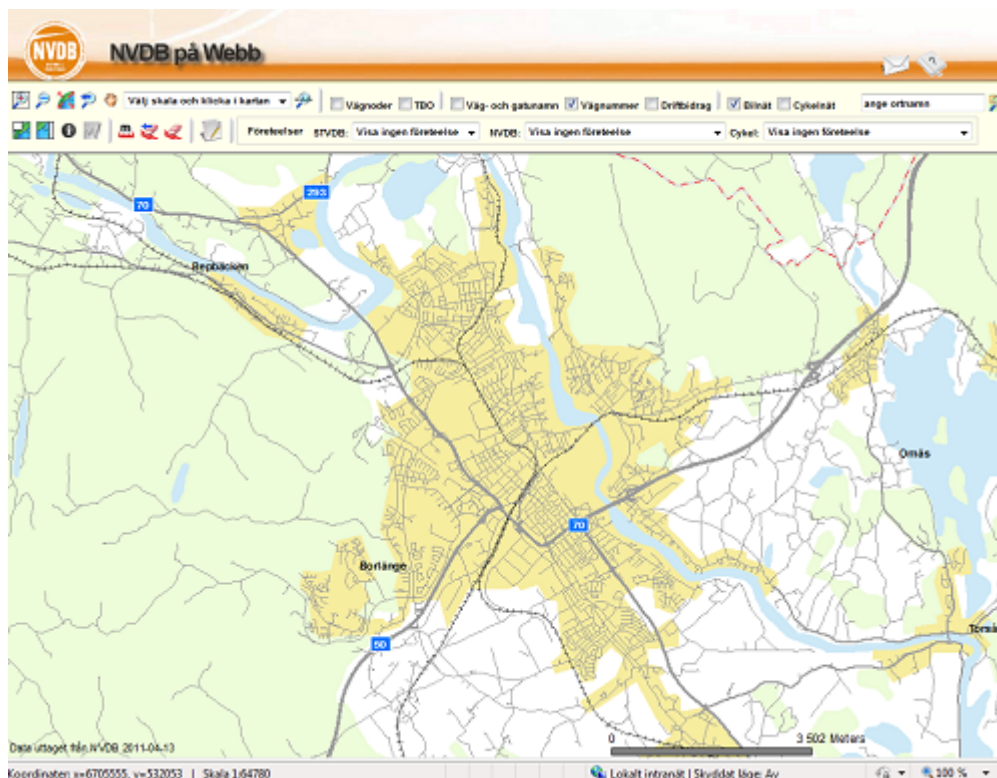 NVDB
NVDB på Webb
Välj skala och klicka i kartan
Vägnoder TBO Väg- och gatunamn Vägnummer Driftbidrag Bilnät Cykelnät ange ortnamn
Företeelser STVDB: Visa ingen företeelse NVDB: Visa ingen företeelse Cykel: Visa ingen företeelse
293
70
Repbäcken
Ornäs
70
Borlänge
50
0 3 502 Meters
Data uttaget från NVDB 2011-04-13
Koordinater: x=6705555, y=532053 | Skala 1:64780 Lokalt intranät | Skyddat läge: Av 100 %